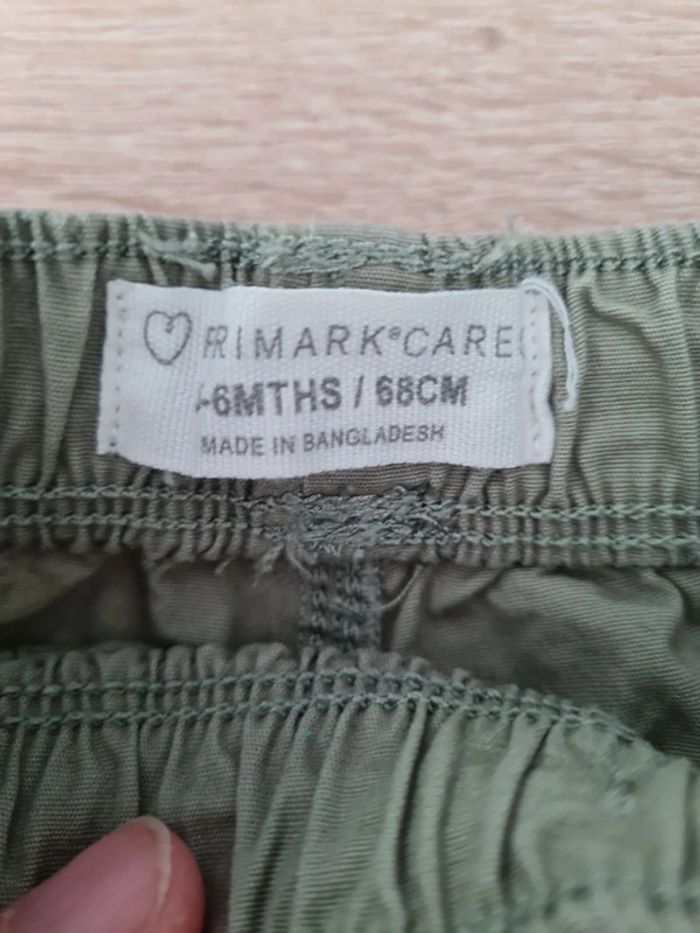 PRIMARK®CARE
-6MTHS / 68CM
MADE IN BANGLADESH